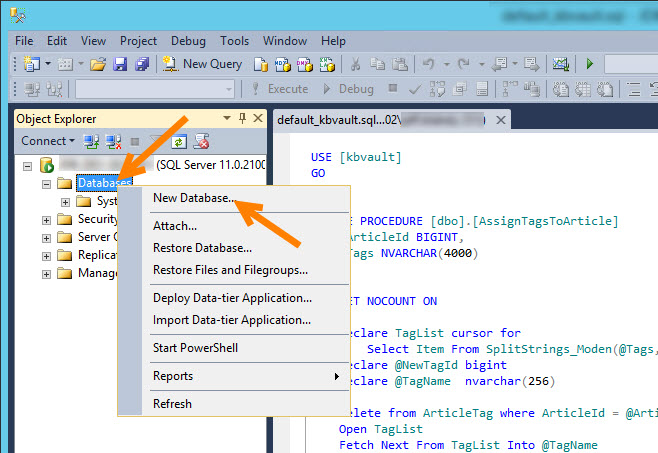 default_kbvault.sql
File Edit View Project Debug Tools Window Help
New Query
Execute Debug
Object Explorer
default_kbvault.sql...02\
Connect
(SQL Server 11.0.2100
Databases
Syst
Security
Server O
Replicat
Manage
New Database...
Attach...
Restore Database...
Restore Files and Filegroups...
Deploy Data-tier Application...
Import Data-tier Application...
Start PowerShell
Reports
Refresh
USE [kbvault]
GO
E PROCEDURE [dbo].[AssignTagsToArticle]
ArticleId BIGINT,
Tags NVARCHAR(4000)
ET NOCOUNT ON
eclare TagList cursor for
Select Item From SplitStrings_Moden(@Tags,
eclare @NewTagId bigint
eclare @TagName nvarchar(256)
elete from ArticleTag where ArticleId = @Arti
Open TagList
Fetch Next From TagList Into @TagName